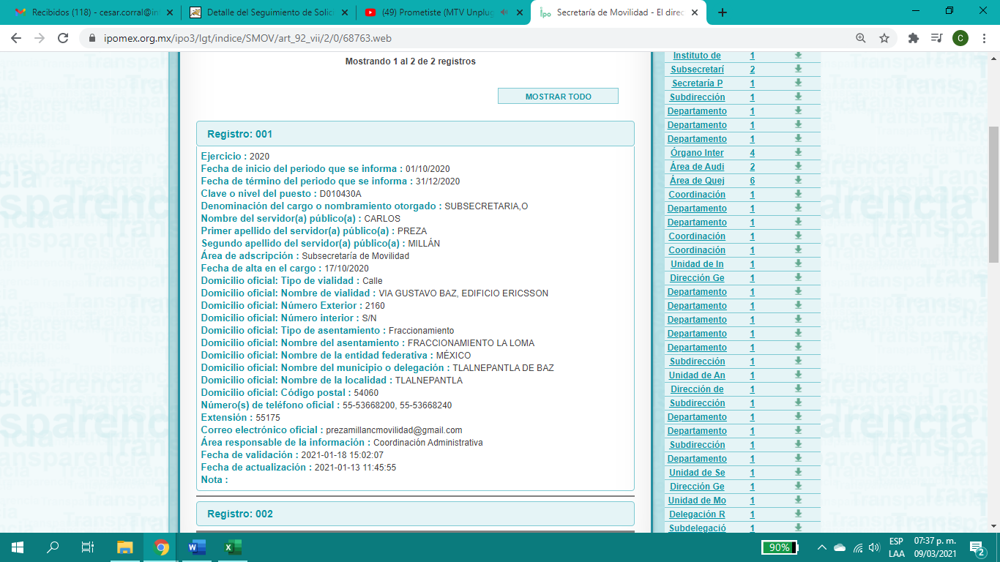 Recibidos (118) - cesar.corral@in
Detalle del Seguimiento de Solic
(49) Prometiste (MTV Unplug
ipo
Secretaría de Movilidad - El direc
ipomex.org.mx/ipo3/lgt/indice/SMOV/art_92_vii/2/0/68763.web
C
Mostrando 1 al 2 de 2 registros
MOSTRAR TODO
Registro: 001
Ejercicio : 2020
Fecha de inicio del periodo que se informa : 01/10/2020
Fecha de término del periodo que se informa : 31/12/2020
Clave o nivel del puesto : D010430A
Denominación del cargo o nombramiento otorgado : SUBSECRETARIA,O
Nombre del servidor(a) público(a) : CARLOS
Primer apellido del servidor(a) público(a) : PREZA
Segundo apellido del servidor(a) público(a) : MILLÁN
Área de adscripción : Subsecretaría de Movilidad
Fecha de alta en el cargo : 17/10/2020
Domicilio oficial: Tipo de vialidad : Calle
Domicilio oficial: Nombre de vialidad : VIA GUSTAVO BAZ, EDIFICIO ERICSSON
Domicilio oficial: Número Exterior : 2160
Domicilio oficial: Número interior : S/N
Domicilio oficial: Tipo de asentamiento : Fraccionamiento
Domicilio oficial: Nombre del asentamiento : FRACCIONAMIENTO LA LOMA
Domicilio oficial: Nombre de la entidad federativa : MÉXICO
Domicilio oficial: Nombre del municipio o delegación : TLALNEPANTLA DE BAZ
Domicilio oficial: Nombre de la localidad : TLALNEPANTLA
Domicilio oficial: Código postal : 54060
Número(s) de teléfono oficial : 55-53668200, 55-53668240
Extensión : 55175
Correo electrónico oficial : prezamillancmovilidad@gmail.com
Área responsable de la información : Coordinación Administrativa
Fecha de validación : 2021-01-18 15:02:07
Fecha de actualización : 2021-01-13 11:45:55
Nota :
Registro: 002
Instituto de 1
Subsecretarí 2
Secretaría P 1
Subdirección 1
Departamento 1
Departamento 1
Departamento 1
Órgano Inter 4
Área de Audi 2
Área de Quej 6
Coordinación 1
Departamento 1
Departamento 1
Coordinación 1
Coordinación 1
Unidad de In 1
Dirección Ge 1
Departamento 1
Departamento 1
Departamento 1
Departamento 1
Departamento 1
Subdirección 1
Unidad de An 1
Dirección de 1
Subdirección 1
Departamento 1
Departamento 1
Subdirección 1
Departamento 1
Unidad de Se 1
Dirección Ge 1
Unidad de Mo 1
Delegación R 1
Subdelegació 1
90%
ESP
LAA
07:37 p. m.
09/03/2021
2